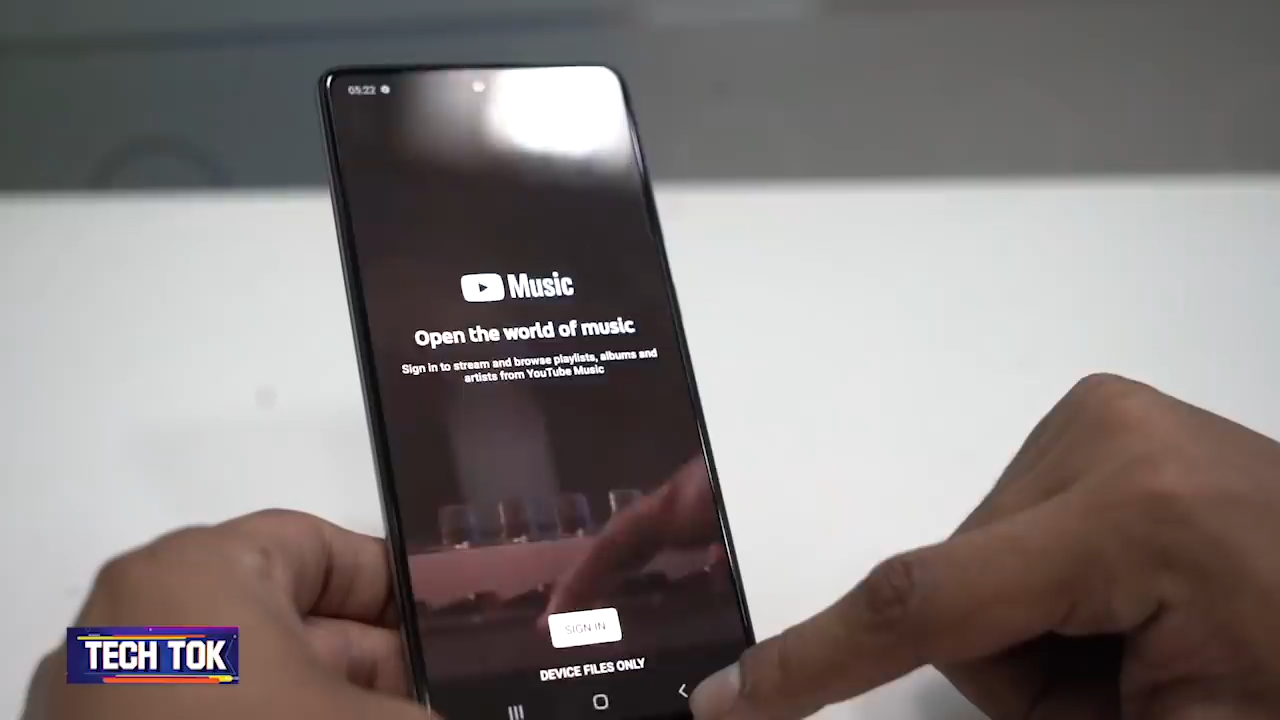 05:22
Music
Open the world of music
Sign in to stream and browse playlists, albums and
artists from YouTube Music
SIGN IN
DEVICE FILES ONLY
TECH TOK